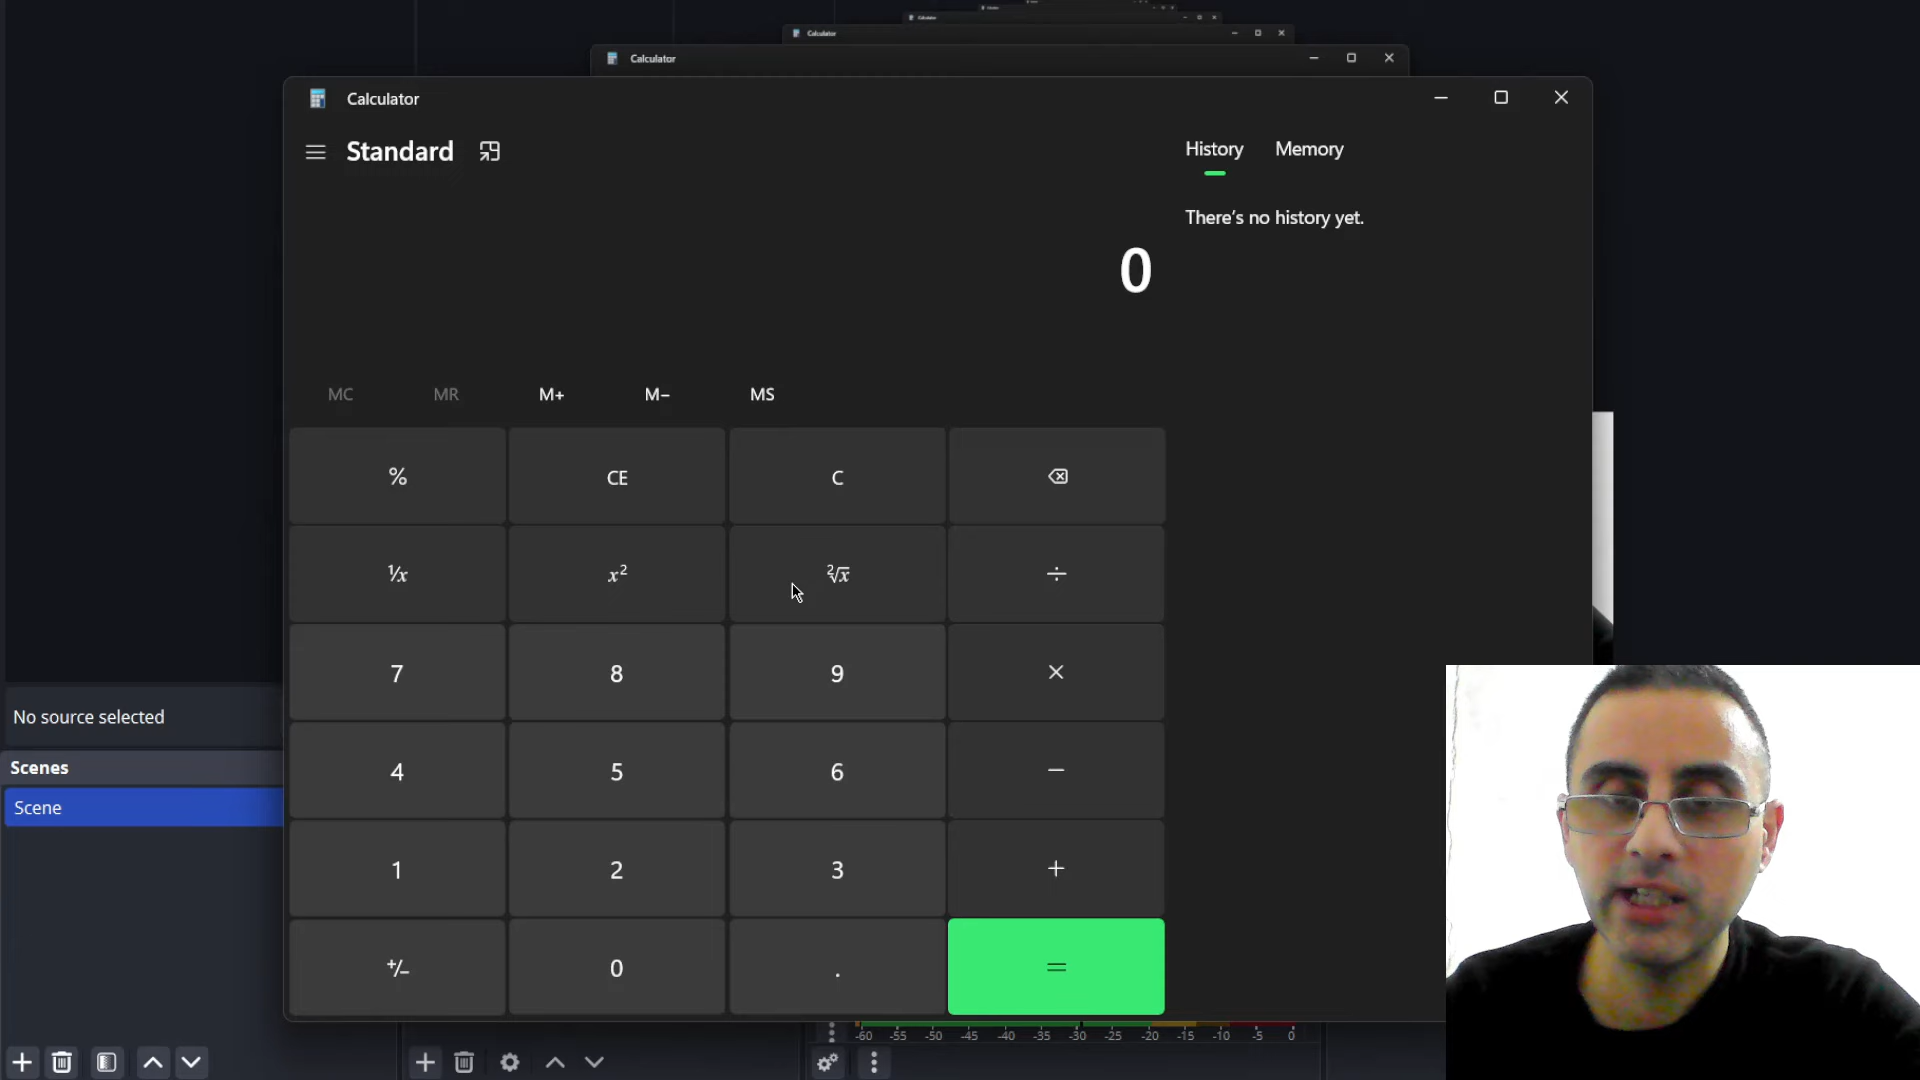 Calculator
Calculator
Calculator
Calculator
Standard
History Memory
There's no history yet.
0
MC MR M+ M− MS
% CE C
⅟x x² ²√x ÷
7 8 9 ×
4 5 6 −
1 2 3 +
+/− 0 . =
No source selected
Scenes
Scene
-60 -55 -50 -45 -40 -35 -30 -25 -20 -15 -10 -5 0